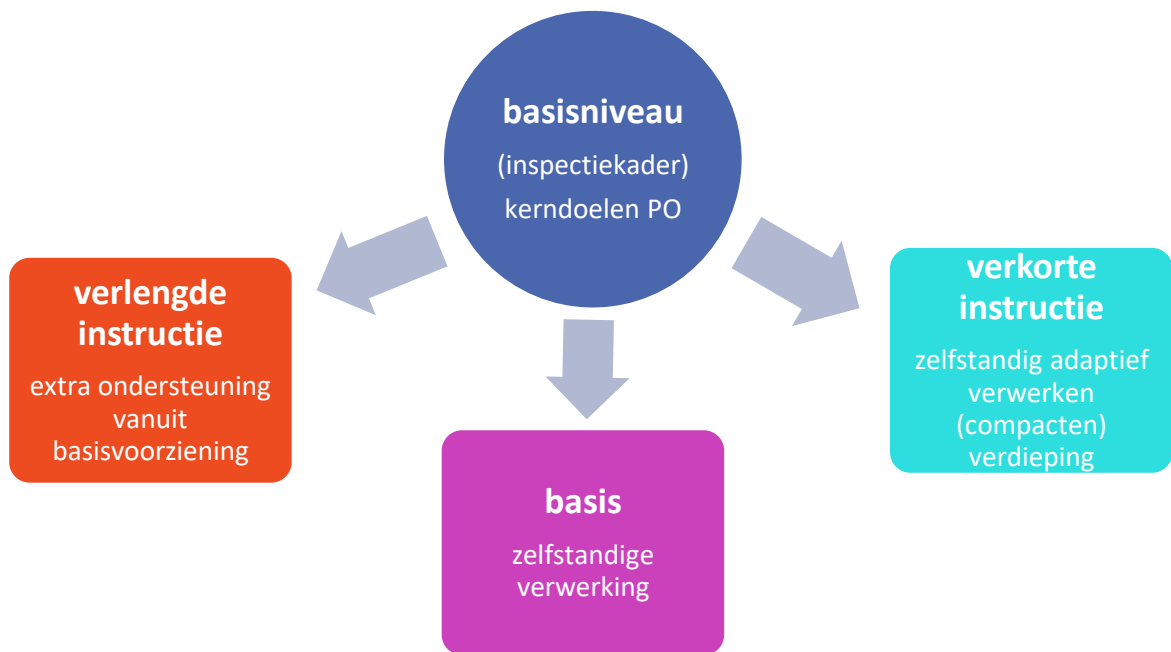 basisniveau
(inspectiekader)
kerndoelen PO
verlengde
instructie
extra ondersteuning
vanuit
basisvoorziening
basis
zelfstandige
verwerking
verkorte
instructie
zelfstandig adaptief
verwerken
(compacten)
verdieping